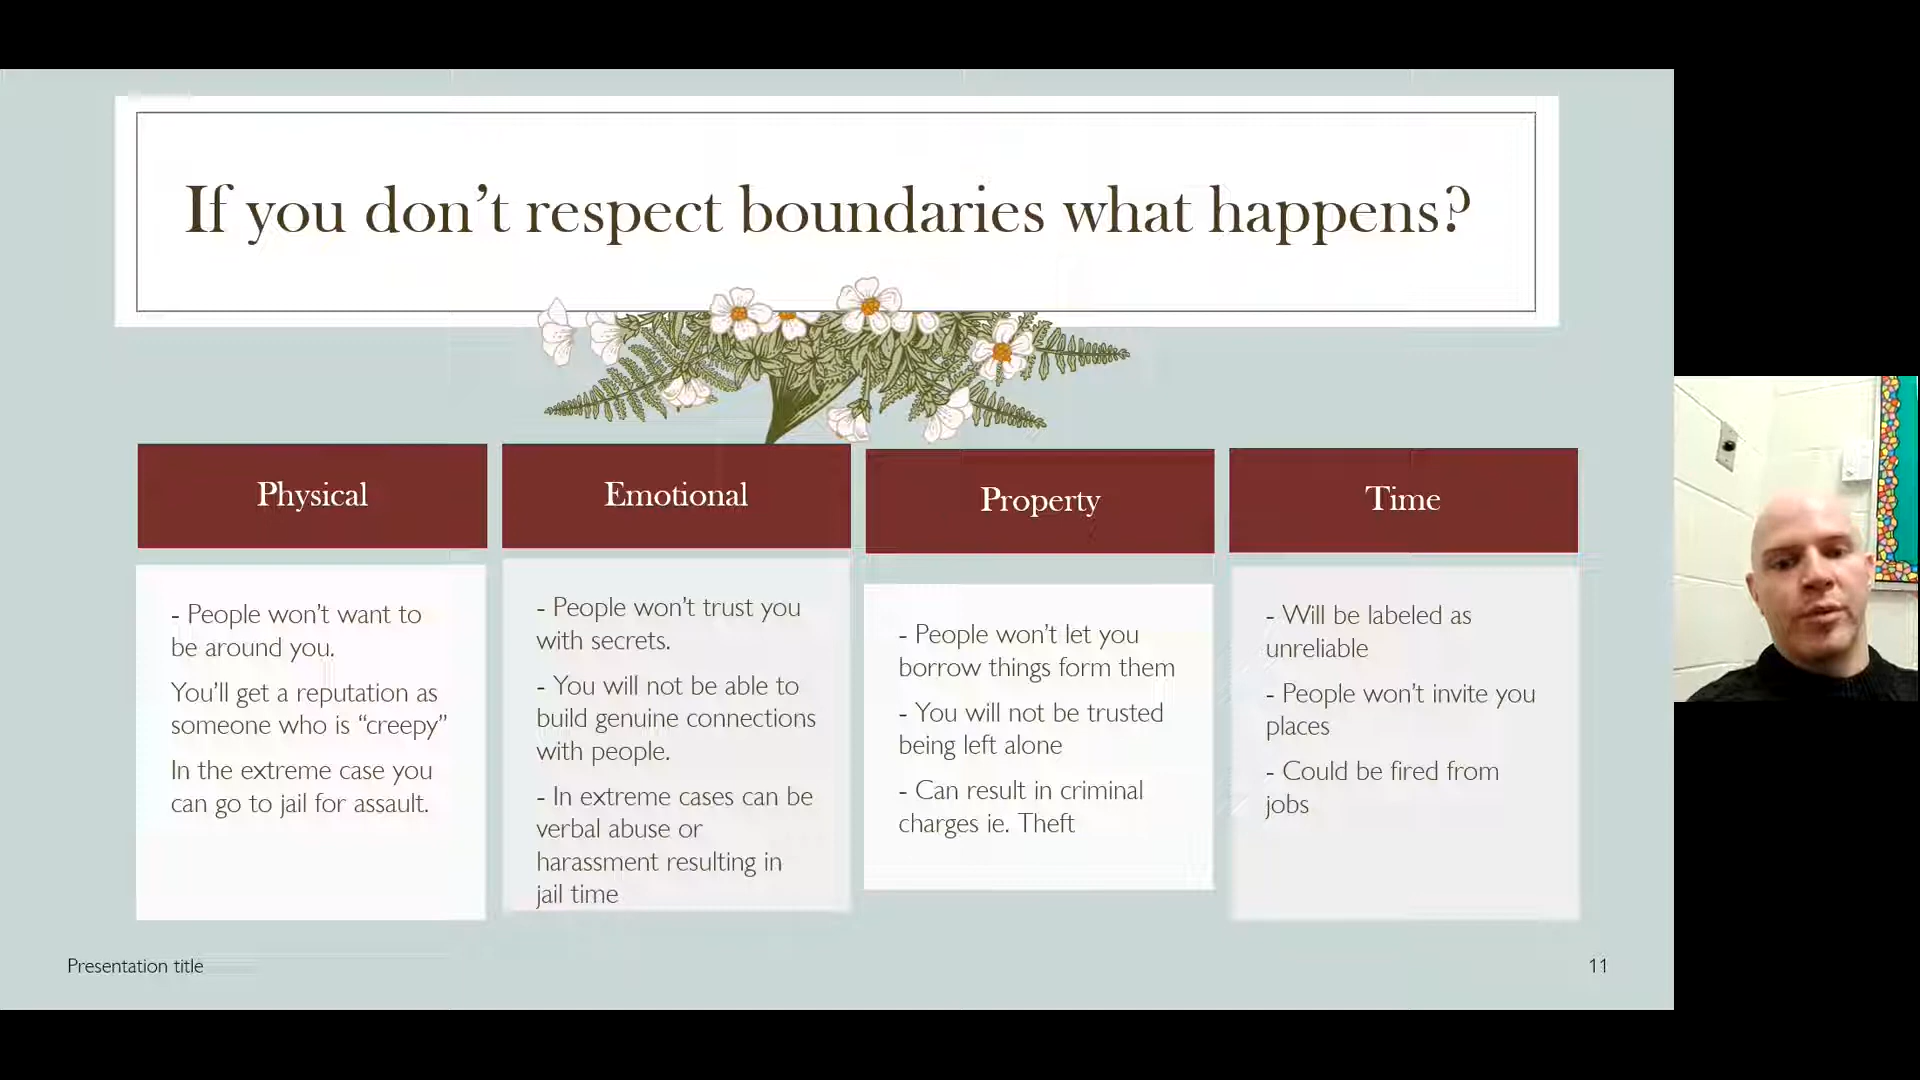 If you don’t respect boundaries what happens?
Physical
- People won’t want to
be around you.
You’ll get a reputation as
someone who is “creepy”
In the extreme case you
can go to jail for assault.
Emotional
- People won’t trust you
with secrets.
- You will not be able to
build genuine connections
with people.
- In extreme cases can be
verbal abuse or
harassment resulting in
jail time
Property
- People won’t let you
borrow things form them
- You will not be trusted
being left alone
- Can result in criminal
charges ie. Theft
Time
- Will be labeled as
unreliable
- People won’t invite you
places
- Could be fired from
jobs
Presentation title
11